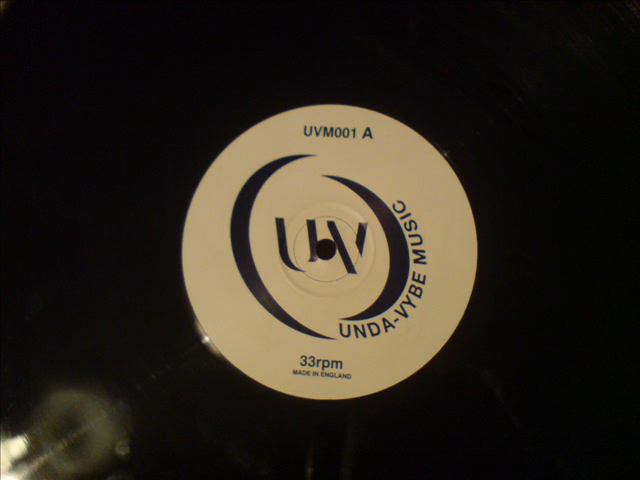 UVM001 A
UV
UNDA-VYBE MUSIC
33rpm
MADE IN ENGLAND